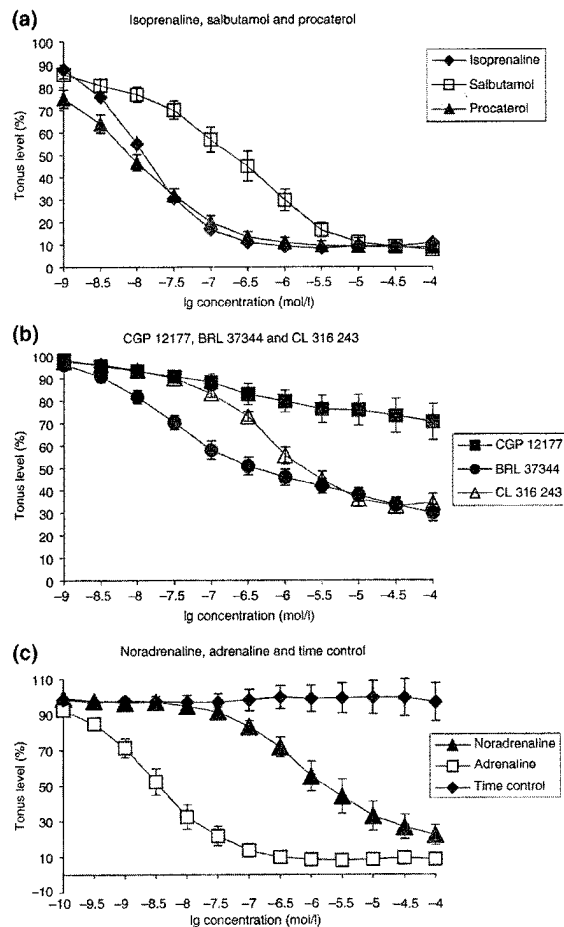 (a)
Isoprenaline, salbutamol and procaterol
100
90
80
70
60
50
40
30
20
10
0
Tonus level (%)
Isoprenaline
Salbutamol
Procaterol
–9 –8.5 –8 –7.5 –7 –6.5 –6 –5.5 –5 –4.5 –4
lg concentration (mol/l)
(b)
CGP 12177, BRL 37344 and CL 316 243
100
90
80
70
60
50
40
30
20
10
0
Tonus level (%)
CGP 12177
BRL 37344
CL 316 243
–9 –8.5 –8 –7.5 –7 –6.5 –6 –5.5 –5 –4.5 –4
lg concentration (mol/l)
(c)
Noradrenaline, adrenaline and time control
110
90
70
50
30
10
–10
Tonus level (%)
Noradrenaline
Adrenaline
Time control
–10 –9.5 –9 –8.5 –8 –7.5 –7 –6.5 –6 –5.5 –5 –4.5 –4
lg concentration (mol/l)